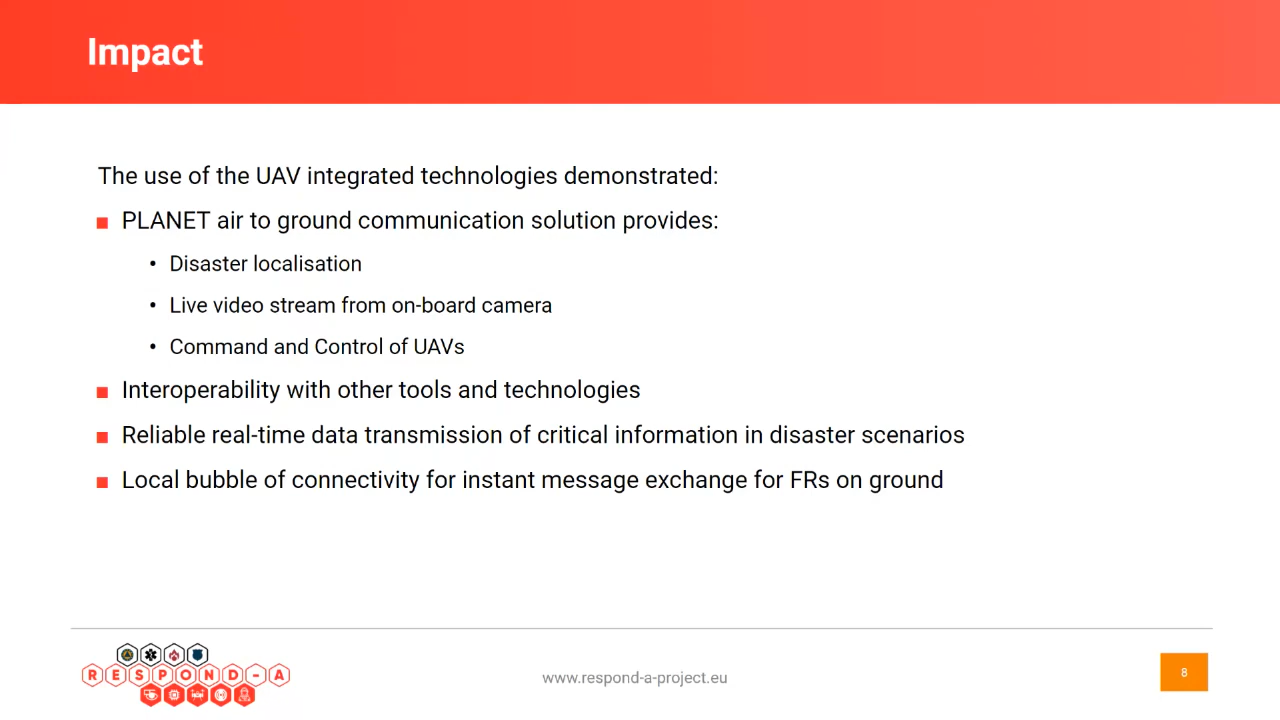 Impact
The use of the UAV integrated technologies demonstrated:
PLANET air to ground communication solution provides:
• Disaster localisation
• Live video stream from on-board camera
• Command and Control of UAVs
Interoperability with other tools and technologies
Reliable real-time data transmission of critical information in disaster scenarios
Local bubble of connectivity for instant message exchange for FRs on ground
RESPOND-A
www.respond-a-project.eu
8